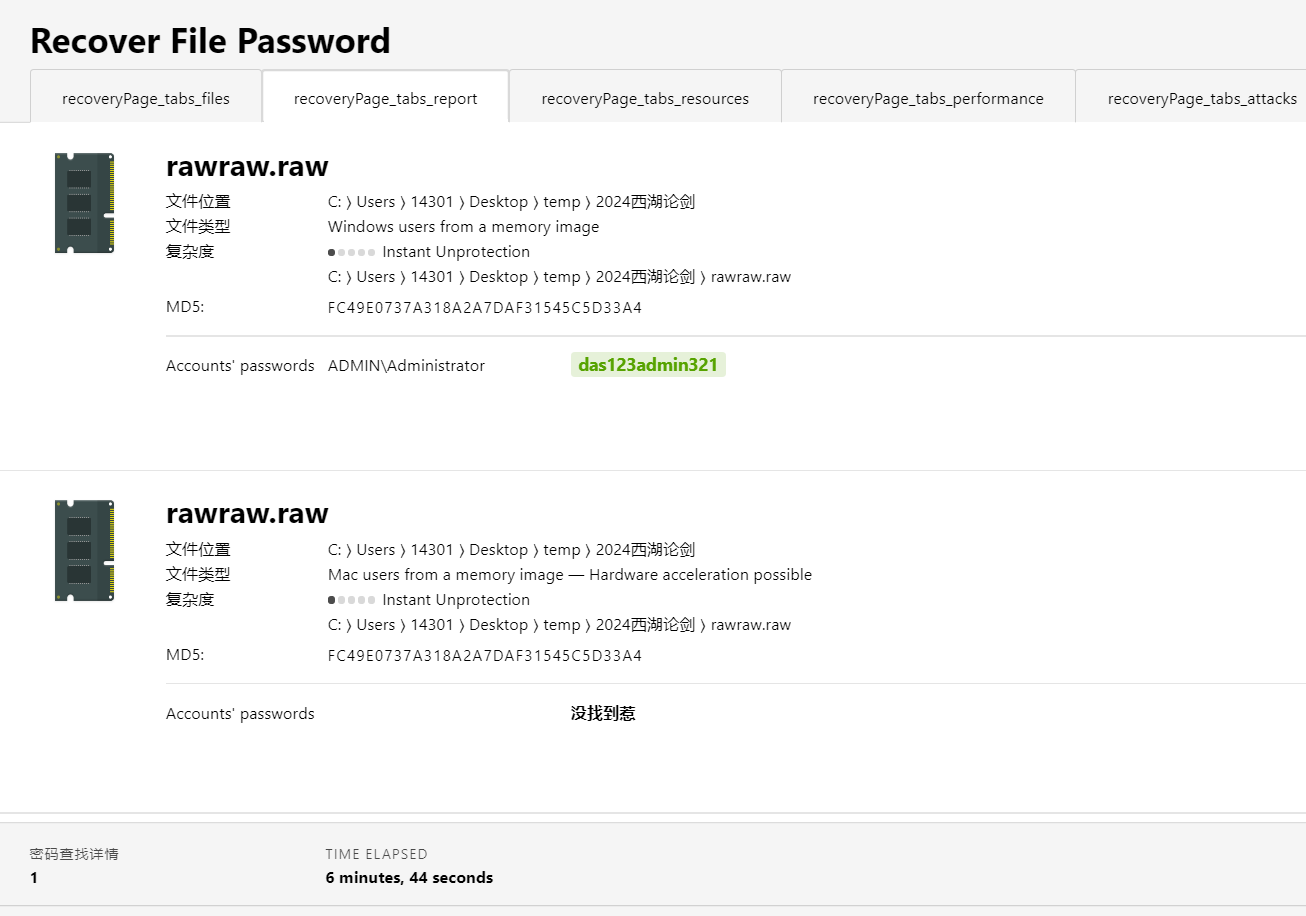 Recover File Password
recoveryPage_tabs_files recoveryPage_tabs_report recoveryPage_tabs_resources recoveryPage_tabs_performance recoveryPage_tabs_attacks
rawraw.raw
文件位置 C: ⟩ Users ⟩ 14301 ⟩ Desktop ⟩ temp ⟩ 2024西湖论剑
文件类型 Windows users from a memory image
复杂度 Instant Unprotection
C: ⟩ Users ⟩ 14301 ⟩ Desktop ⟩ temp ⟩ 2024西湖论剑 ⟩ rawraw.raw
MD5: FC49E0737A318A2A7DAF31545C5D33A4
Accounts' passwords ADMIN\Administrator das123admin321
rawraw.raw
文件位置 C: ⟩ Users ⟩ 14301 ⟩ Desktop ⟩ temp ⟩ 2024西湖论剑
文件类型 Mac users from a memory image — Hardware acceleration possible
复杂度 Instant Unprotection
C: ⟩ Users ⟩ 14301 ⟩ Desktop ⟩ temp ⟩ 2024西湖论剑 ⟩ rawraw.raw
MD5: FC49E0737A318A2A7DAF31545C5D33A4
Accounts' passwords 没找到惹
密码查找详情 TIME ELAPSED
1 6 minutes, 44 seconds